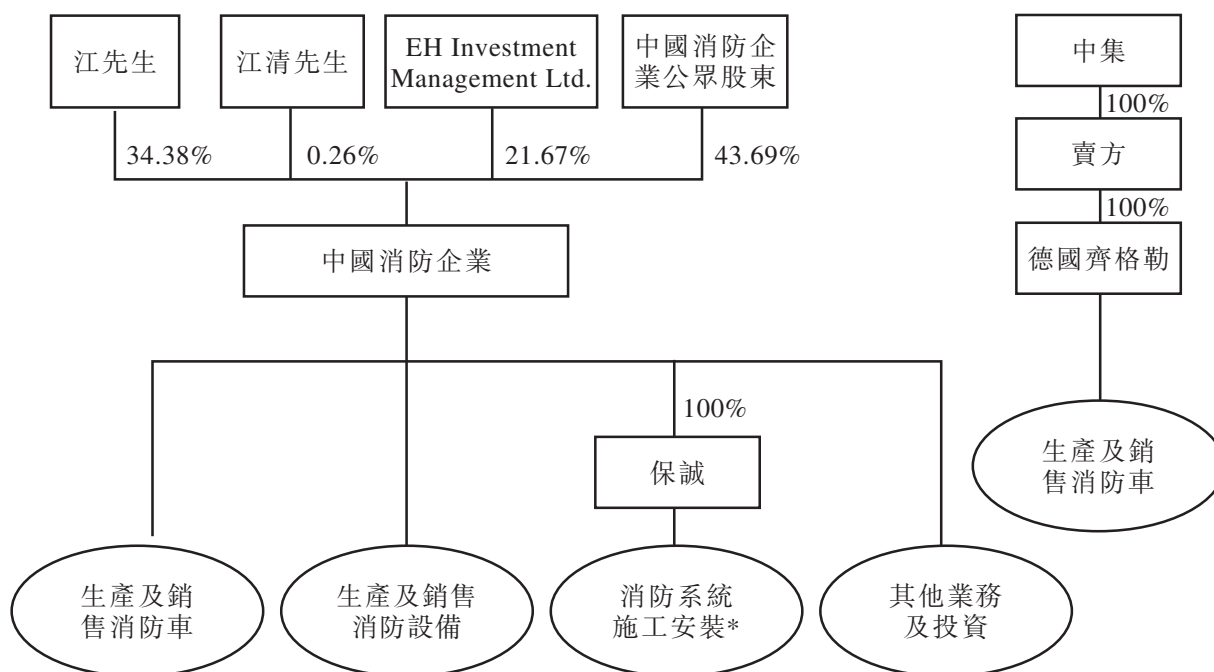 江先生
江清先生
EH Investment
Management Ltd.
中國消防企
業公眾股東
中集
100%
34.38%
0.26%
21.67%
43.69%
賣方
100%
中國消防企業
德國齊格勒
100%
保誠
生產及銷
售消防車
生產及銷
售消防車
生產及銷售
消防設備
消防系統
施工安裝*
其他業務
及投資